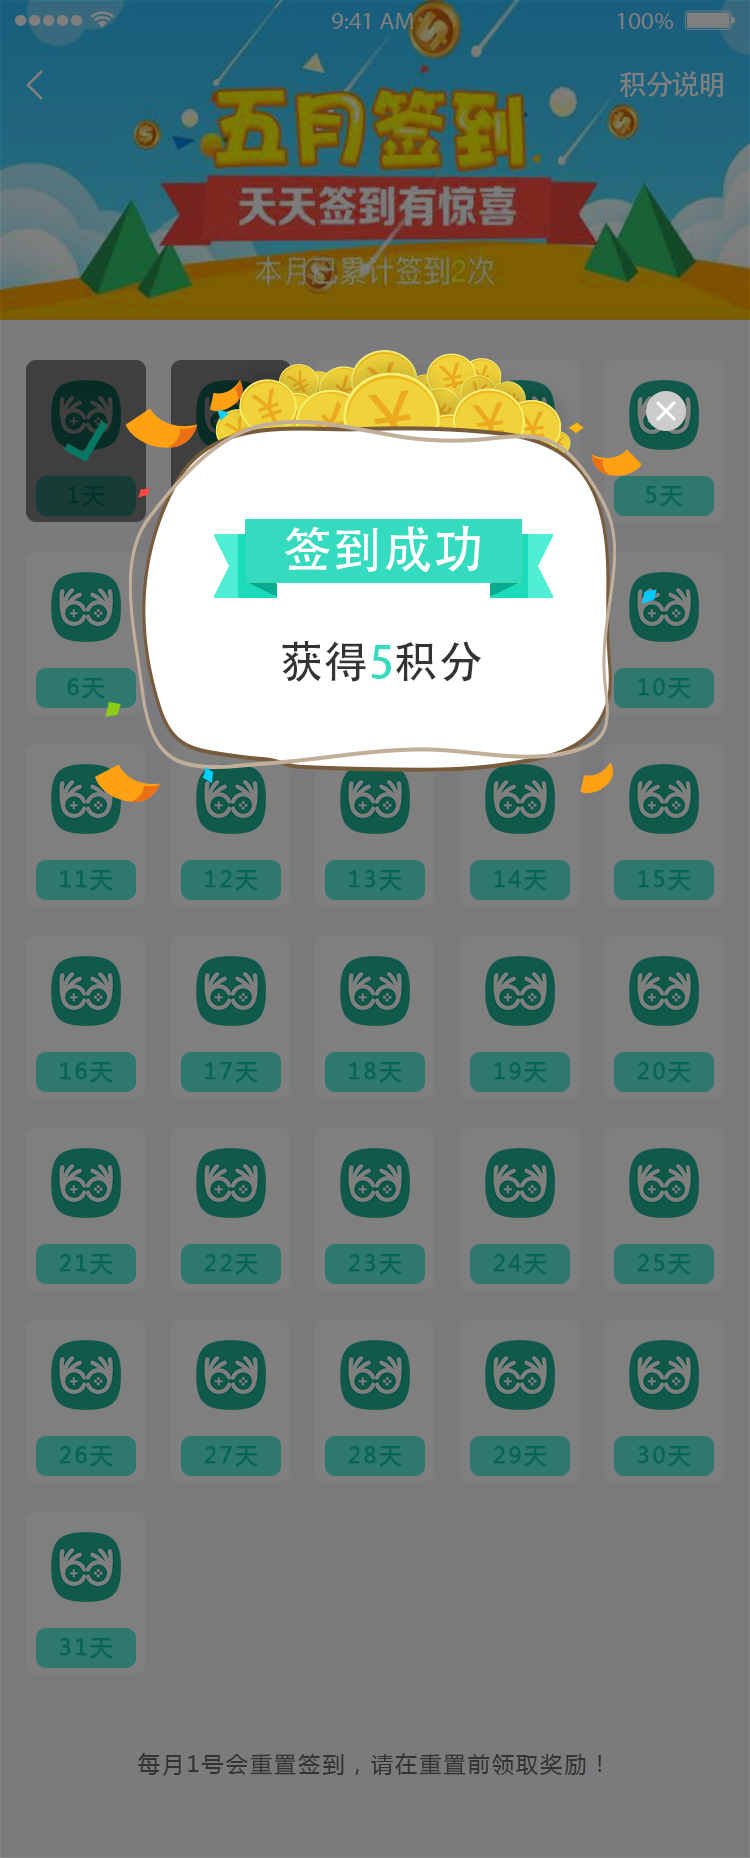 9:41 AM
100%
积分说明
五月签到
天天签到有惊喜
本月已累计签到2次
1天
5天
签到成功
获得5积分
6天
10天
11天
12天
13天
14天
15天
16天
17天
18天
19天
20天
21天
22天
23天
24天
25天
26天
27天
28天
29天
30天
31天
每月1号会重置签到，请在重置前领取奖励！